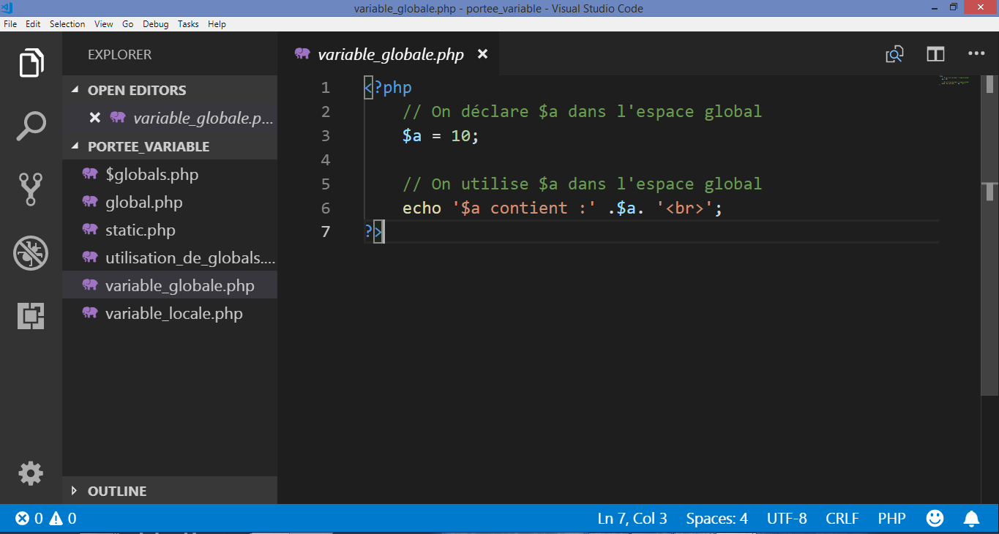 variable_globale.php - portee_variable - Visual Studio Code
File Edit Selection View Go Debug Tasks Help
EXPLORER
OPEN EDITORS
variable_globale.p...
PORTEE_VARIABLE
$globals.php
global.php
static.php
utilisation_de_globals....
variable_globale.php
variable_locale.php
OUTLINE
variable_globale.php
1 <?php
2 // On déclare $a dans l'espace global
3 $a = 10;
4
5 // On utilise $a dans l'espace global
6 echo '$a contient :' .$a. '<br>';
7 ?>
0 0
Ln 7, Col 3 Spaces: 4 UTF-8 CRLF PHP